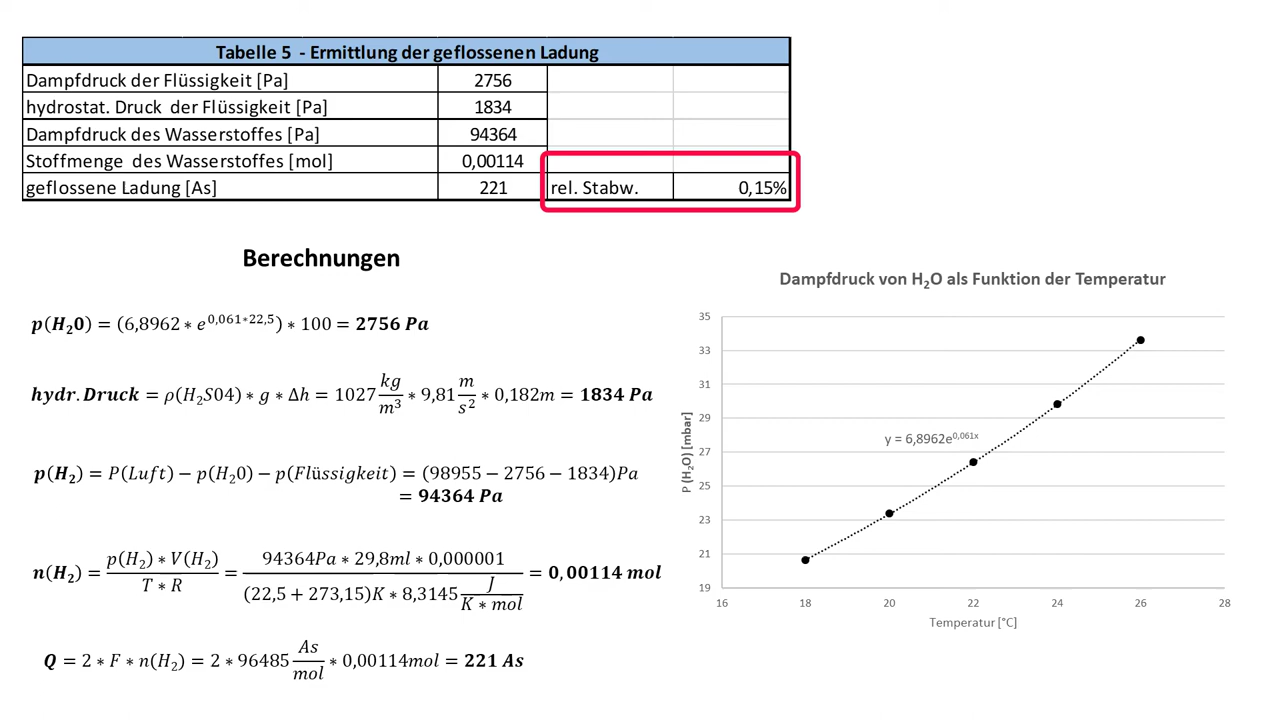 Tabelle 5 - Ermittlung der geflossenen Ladung
Dampfdruck der Flüssigkeit [Pa] 2756
hydrostat. Druck der Flüssigkeit [Pa] 1834
Dampfdruck des Wasserstoffes [Pa] 94364
Stoffmenge des Wasserstoffes [mol] 0,00114
geflossene Ladung [As] 221 rel. Stabw. 0,15%
Berechnungen
p(H₂0) = (6,8962 ∗ e^{0,061∗22,5}) ∗ 100 = 2756 Pa
hydr. Druck = ρ(H₂S04) ∗ g ∗ Δh = 1027 kg/m³ ∗ 9,81 m/s² ∗ 0,182m = 1834 Pa
p(H₂) = P(Luft) − p(H₂0) − p(Flüssigkeit) = (98955 − 2756 − 1834)Pa
= 94364 Pa
n(H₂) = p(H₂) ∗ V(H₂) / T ∗ R = 94364Pa ∗ 29,8ml ∗ 0,000001 / (22,5 + 273,15)K ∗ 8,3145 J/K ∗ mol = 0,00114 mol
Q = 2 ∗ F ∗ n(H₂) = 2 ∗ 96485 As/mol ∗ 0,00114mol = 221 As
Dampfdruck von H₂O als Funktion der Temperatur
P (H₂O) [mbar]
35
33
31
29
27
25
23
21
19
y = 6,8962e^{0,061x}
16 18 20 22 24 26 28
Temperatur [°C]